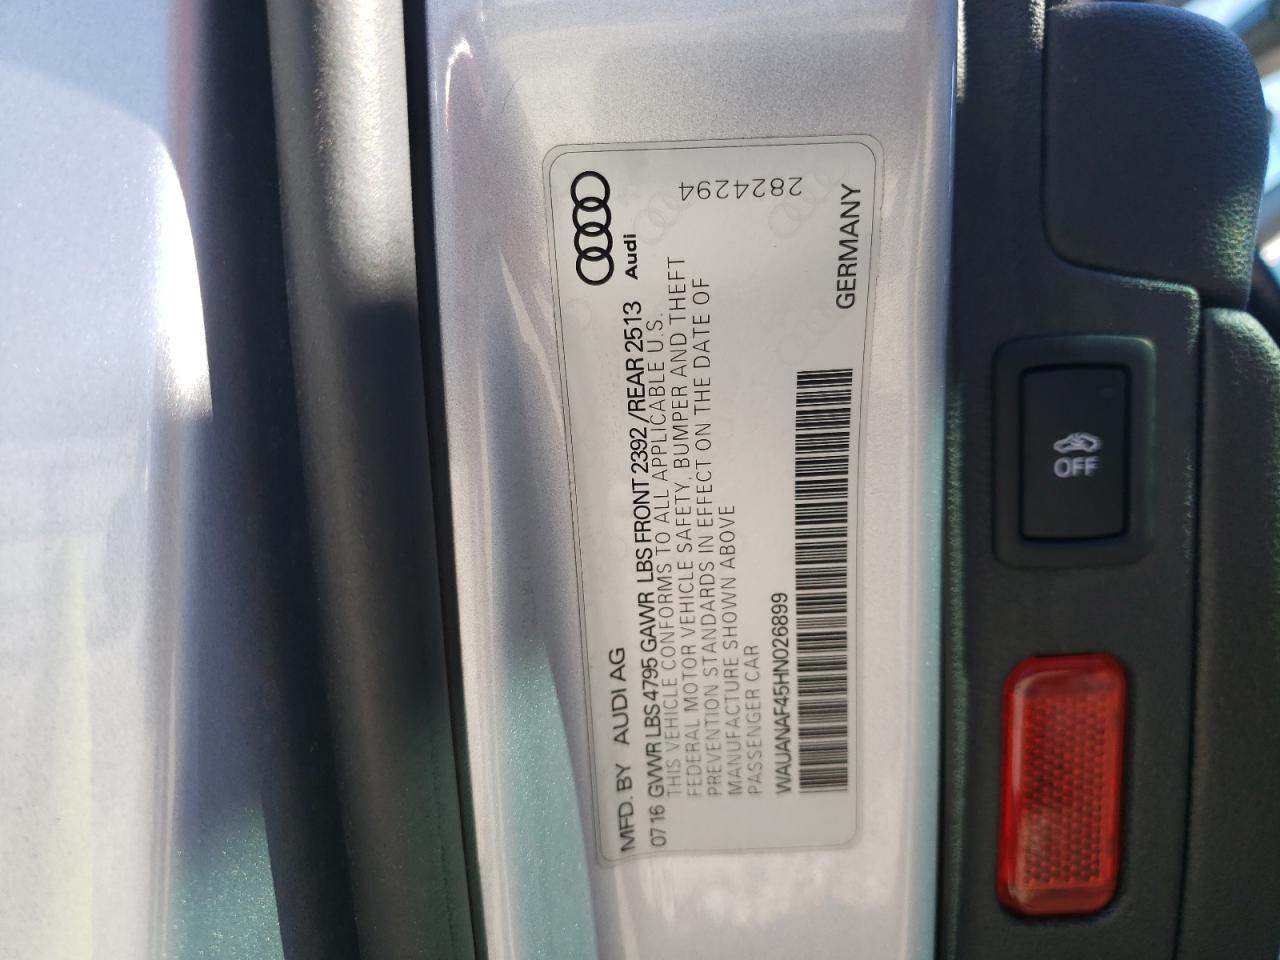 MFD. BY AUDI AG
Audi
0716 GVWR LBS 4795 GAWR LBS FRONT 2392 /REAR 2513
THIS VEHICLE CONFORMS TO ALL APPLICABLE U.S.
FEDERAL MOTOR VEHICLE SAFETY, BUMPER AND THEFT
PREVENTION STANDARDS IN EFFECT ON THE DATE OF
MANUFACTURE SHOWN ABOVE
PASSENGER CAR
2824294
WAUANAF45HN026899
GERMANY
OFF